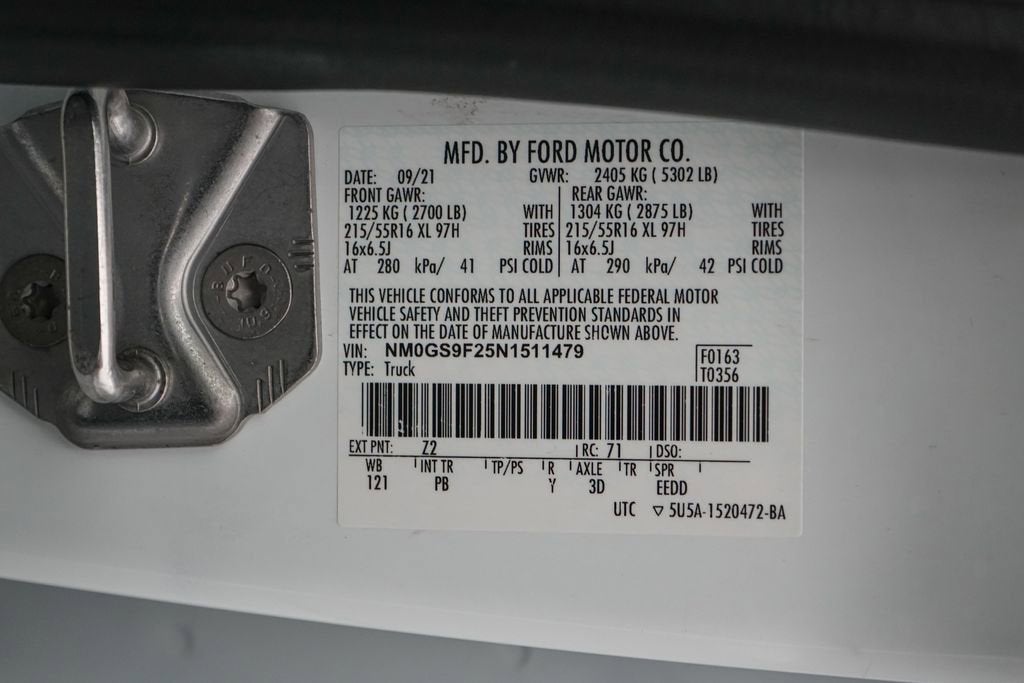 MFD. BY FORD MOTOR CO.
DATE: 09/21 GVWR: 2405 KG ( 5302 LB)
FRONT GAWR: REAR GAWR:
1225 KG ( 2700 LB) WITH 1304 KG ( 2875 LB) WITH
215/55R16 XL 97H TIRES 215/55R16 XL 97H TIRES
16x6.5J RIMS 16x6.5J RIMS
AT 280 kPa/ 41 PSI COLD AT 290 kPa/ 42 PSI COLD
THIS VEHICLE CONFORMS TO ALL APPLICABLE FEDERAL MOTOR
VEHICLE SAFETY AND THEFT PREVENTION STANDARDS IN
EFFECT ON THE DATE OF MANUFACTURE SHOWN ABOVE.
VIN: NM0GS9F25N1511479 F0163
TYPE: Truck T0356
EXT PNT: Z2 RC: 71 DSO:
WB INT TR TP/PS R AXLE TR SPR
121 PB Y 3D EEDD
UTC ▽ 5U5A-1520472-BA
BUFO
10.9